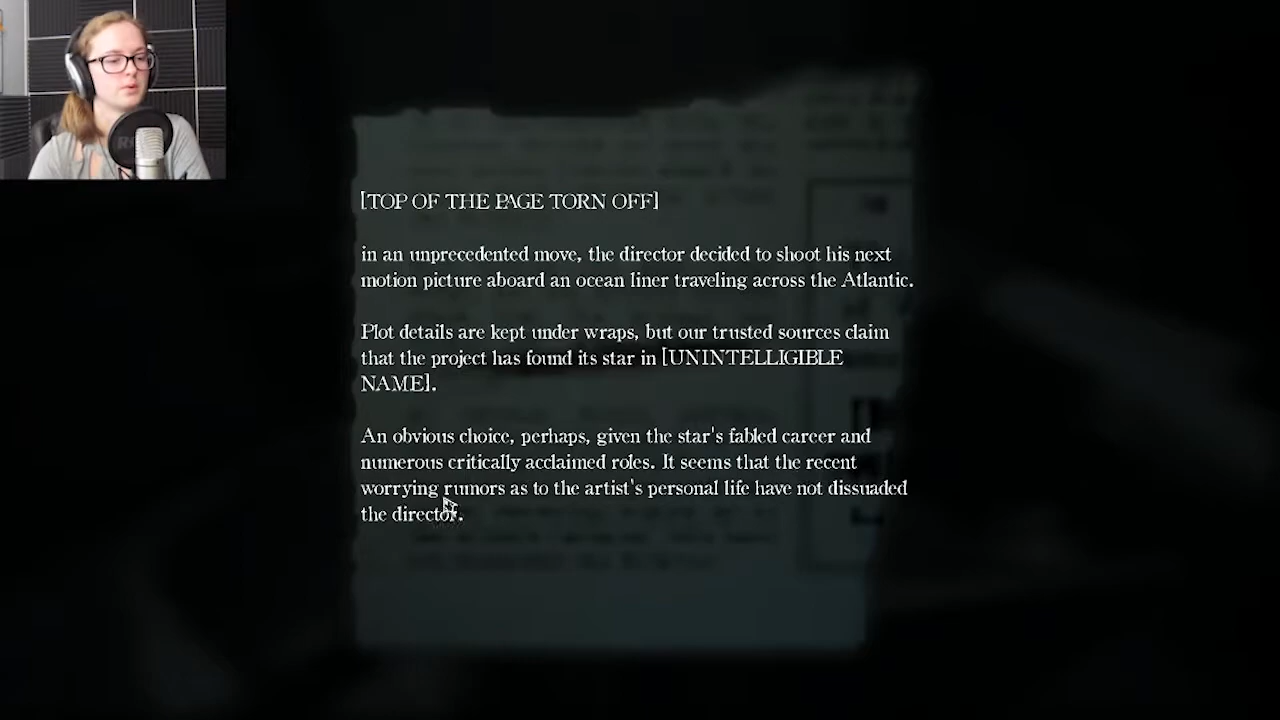 [TOP OF THE PAGE TORN OFF]
in an unprecedented move, the director decided to shoot his next
motion picture aboard an ocean liner traveling across the Atlantic.
Plot details are kept under wraps, but our trusted sources claim
that the project has found its star in [UNINTELLIGIBLE
NAME].
An obvious choice, perhaps, given the star's fabled career and
numerous critically acclaimed roles. It seems that the recent
worrying rumors as to the artist's personal life have not dissuaded
the director.